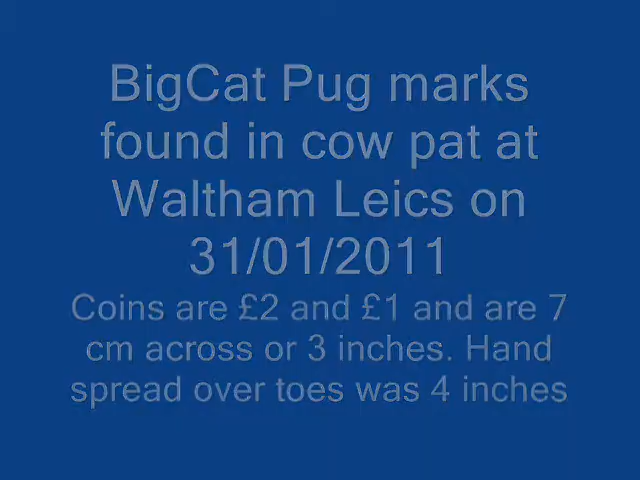 BigCat Pug marks
found in cow pat at
Waltham Leics on
31/01/2011
Coins are £2 and £1 and are 7
cm across or 3 inches. Hand
spread over toes was 4 inches